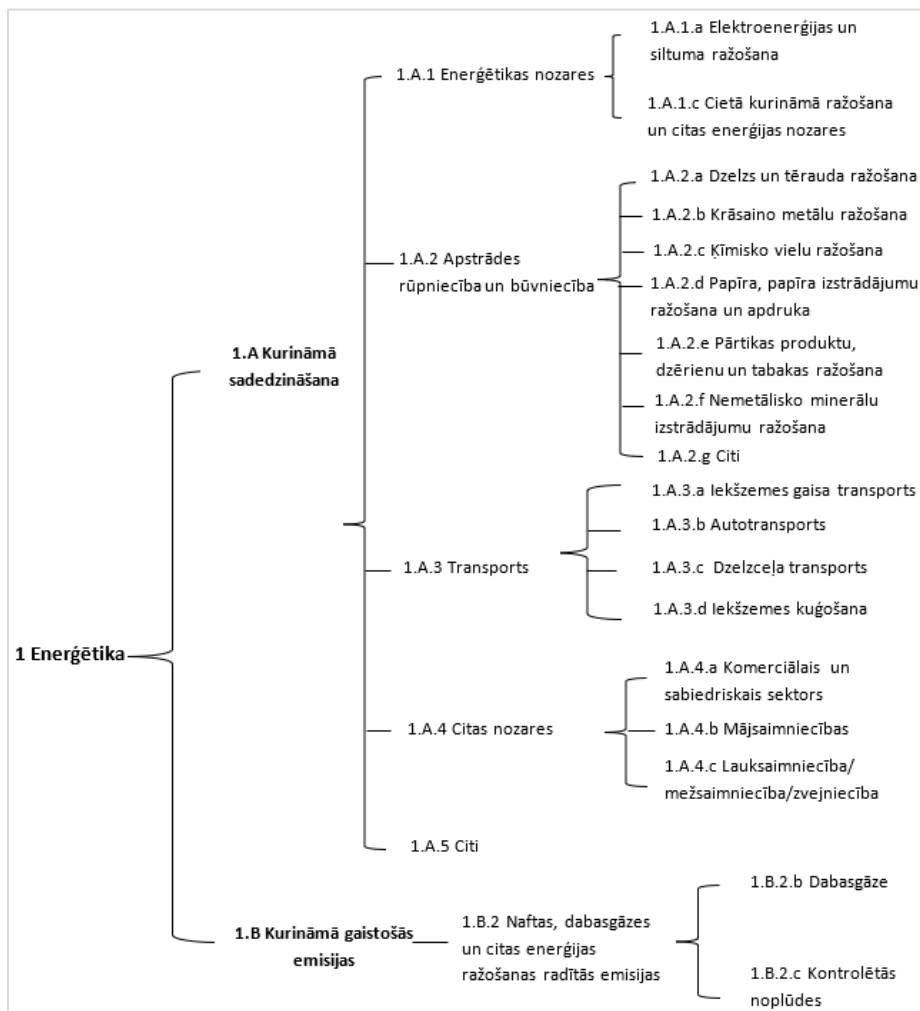 1 Enerģētika
1.A Kurināmā
sadedzināšana
1.A.1 Enerģētikas nozares
1.A.1.a Elektroenerģijas un
siltuma ražošana
1.A.1.c Cietā kurināmā ražošana
un citas enerģijas nozares
1.A.2 Apstrādes
rūpniecība un būvniecība
1.A.2.a Dzelzs un tērauda ražošana
1.A.2.b Krāsaino metālu ražošana
1.A.2.c Ķīmisko vielu ražošana
1.A.2.d Papīra, papīra izstrādājumu
ražošana un apdruka
1.A.2.e Pārtikas produktu,
dzērienu un tabakas ražošana
1.A.2.f Nemetālisko minerālu
izstrādājumu ražošana
1.A.2.g Citi
1.A.3 Transports
1.A.3.a Iekšzemes gaisa transports
1.A.3.b Autotransports
1.A.3.c Dzelzceļa transports
1.A.3.d Iekšzemes kuģošana
1.A.4 Citas nozares
1.A.4.a Komerciālais un
sabiedriskais sektors
1.A.4.b Mājsaimniecības
1.A.4.c Lauksaimniecība/
mežsaimniecība/zvejniecība
1.A.5 Citi
1.B Kurināmā gaistošās
emisijas
1.B.2 Naftas, dabasgāzes
un citas enerģijas
ražošanas radītās emisijas
1.B.2.b Dabasgāze
1.B.2.c Kontrolētās
noplūdes